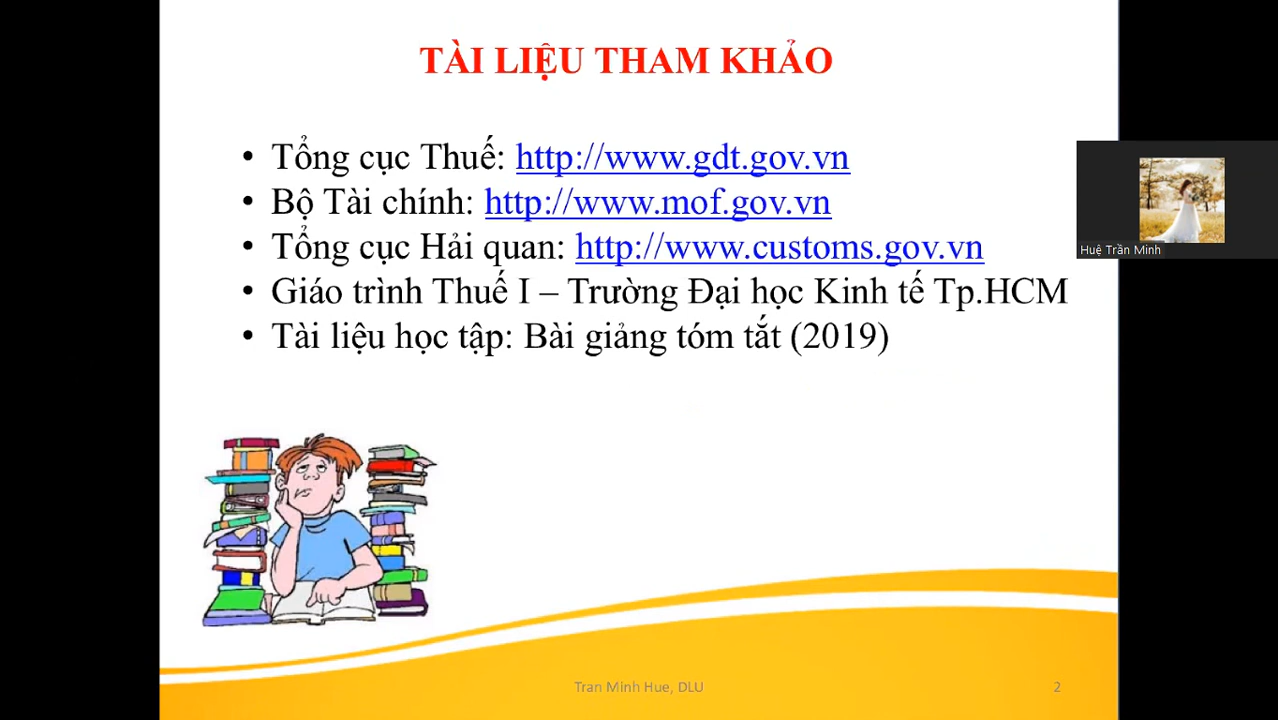 TÀI LIỆU THAM KHẢO
• Tổng cục Thuế: http://www.gdt.gov.vn
• Bộ Tài chính: http://www.mof.gov.vn
• Tổng cục Hải quan: http://www.customs.gov.vn
• Giáo trình Thuế I – Trường Đại học Kinh tế Tp.HCM
• Tài liệu học tập: Bài giảng tóm tắt (2019)
Huệ Trần Minh
Tran Minh Hue, DLU
2